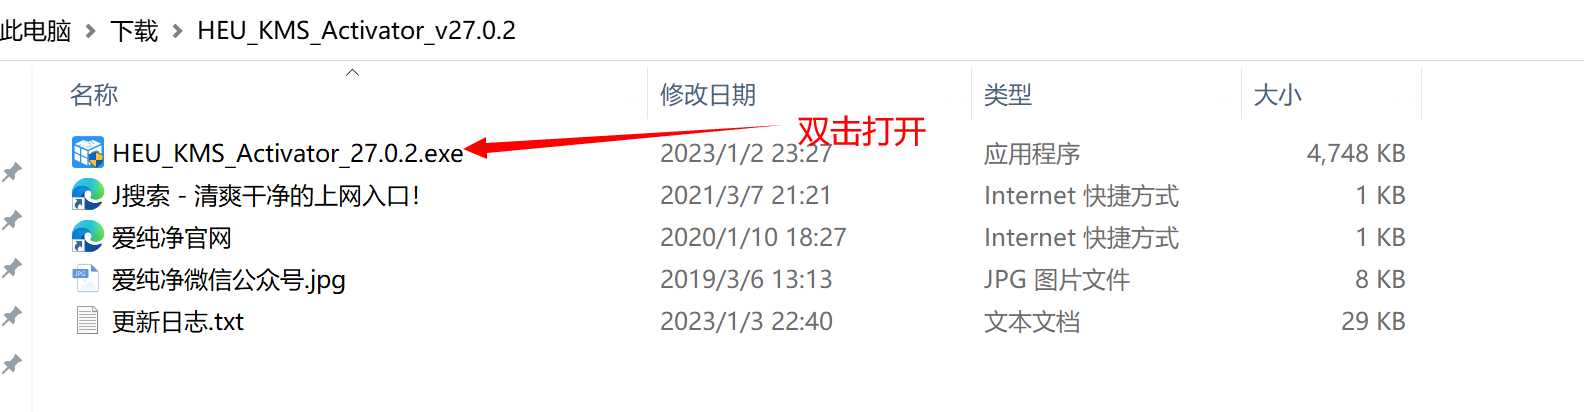 此电脑 > 下载 > HEU_KMS_Activator_v27.0.2
名称 修改日期 类型 大小
双击打开
HEU_KMS_Activator_27.0.2.exe 2023/1/2 23:27 应用程序 4,748 KB
J搜索 - 清爽干净的上网入口! 2021/3/7 21:21 Internet 快捷方式 1 KB
爱纯净官网 2020/1/10 18:27 Internet 快捷方式 1 KB
爱纯净微信公众号.jpg 2019/3/6 13:13 JPG 图片文件 8 KB
更新日志.txt 2023/1/3 22:40 文本文档 29 KB